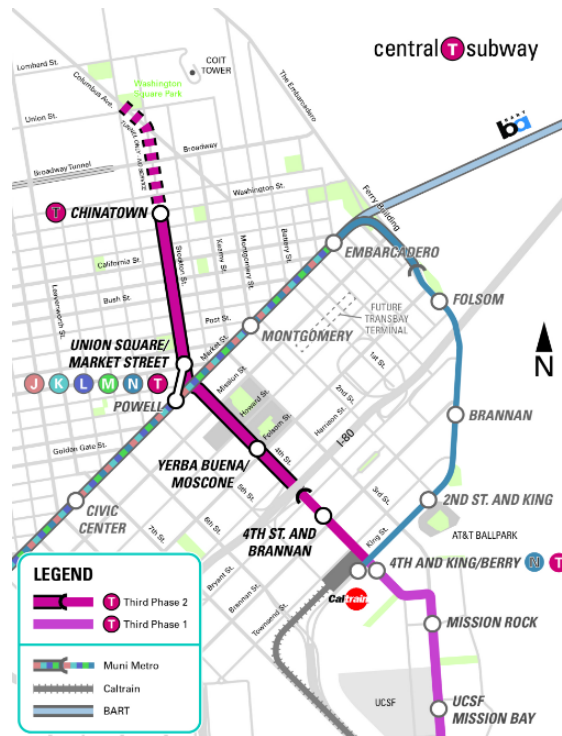 central T subway
Lombard St.
COIT
TOWER
Columbus Ave.
Washington
Square Park
The Embarcadero
Union St.
TUNNEL ONLY - NO SERVICE
Broadway
BART
ba
Broadway Tunnel
Washington St.
Ferry Building
T CHINATOWN
Stockton St.
Kearny St.
Montgomery St.
Battery St.
EMBARCADERO
California St.
Leavenworth St.
Bush St.
FOLSOM
Post St.
FUTURE
TRANSBAY
TERMINAL
MONTGOMERY
Market St.
UNION SQUARE/
MARKET STREET
N
Mission St.
1st St.
J K L M N T
2nd St.
POWELL
Howard St.
Harrison St.
Folsom St.
I-80
BRANNAN
Golden Gate St.
4th St.
YERBA BUENA/
MOSCONE
5th St.
3rd St.
CIVIC
CENTER
6th St.
2ND ST. AND KING
7th St.
4TH ST. AND
BRANNAN
King St.
AT&T BALLPARK
Bryant St.
4TH AND KING/BERRY N T
Brannan St.
Caltrain
Townsend St.
MISSION ROCK
UCSF
UCSF
MISSION BAY
LEGEND
T Third Phase 2
T Third Phase 1
Muni Metro
Caltrain
BART